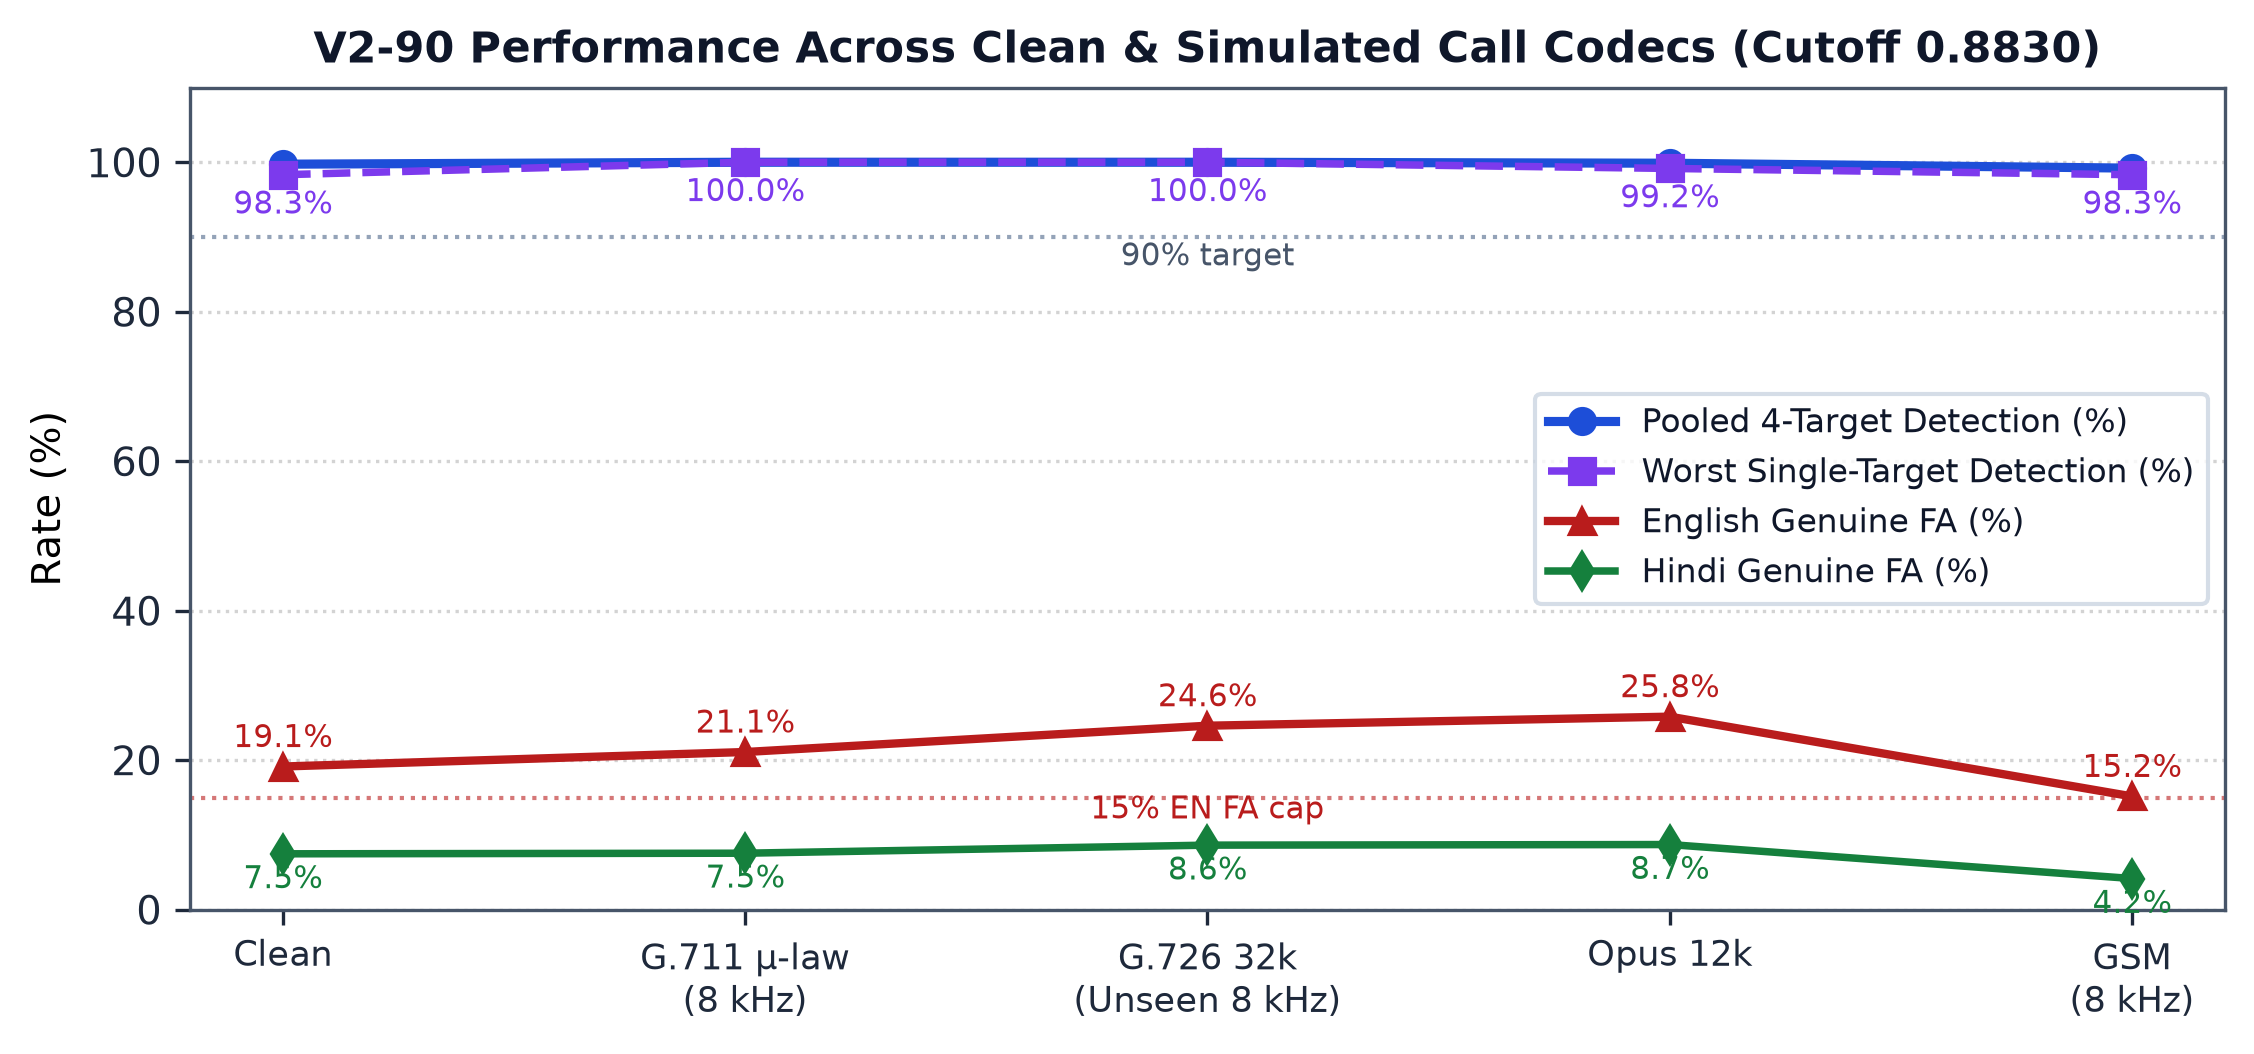 V2-90 Performance Across Clean & Simulated Call Codecs (Cutoff 0.8830)
Rate (%)
100
80
60
40
20
0
98.3%
100.0%
100.0%
99.2%
98.3%
90% target
Pooled 4-Target Detection (%)
Worst Single-Target Detection (%)
English Genuine FA (%)
Hindi Genuine FA (%)
19.1%
21.1%
24.6%
25.8%
15.2%
15% EN FA cap
7.5%
7.5%
8.6%
8.7%
4.2%
Clean
G.711 μ-law
(8 kHz)
G.726 32k
(Unseen 8 kHz)
Opus 12k
GSM
(8 kHz)